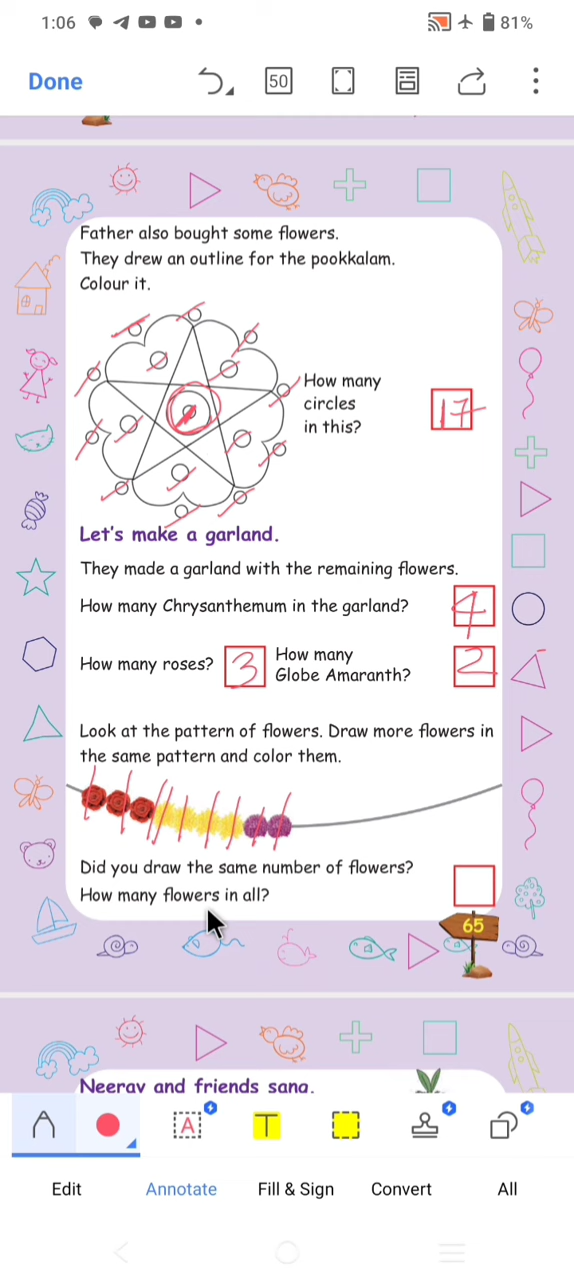 1:06
81%
Done
50
Father also bought some flowers.
They drew an outline for the pookkalam.
Colour it.
How many
circles
in this?
17
Let's make a garland.
They made a garland with the remaining flowers.
How many Chrysanthemum in the garland?
4
How many roses?
3
How many
Globe Amaranth?
2
Look at the pattern of flowers. Draw more flowers in
the same pattern and color them.
Did you draw the same number of flowers?
How many flowers in all?
65
Neerav and friends sang.
A
T
Edit
Annotate
Fill & Sign
Convert
All